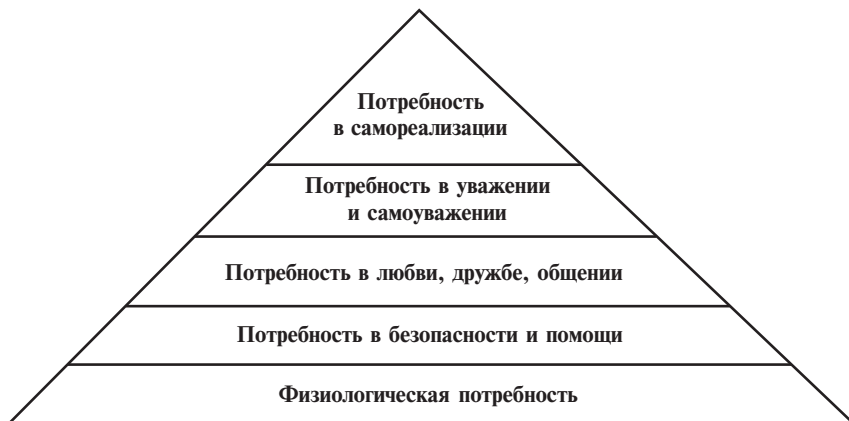 Потребность
в самореализации
Потребность в уважении
и самоуважении
Потребность в любви, дружбе, общении
Потребность в безопасности и помощи
Физиологическая потребность